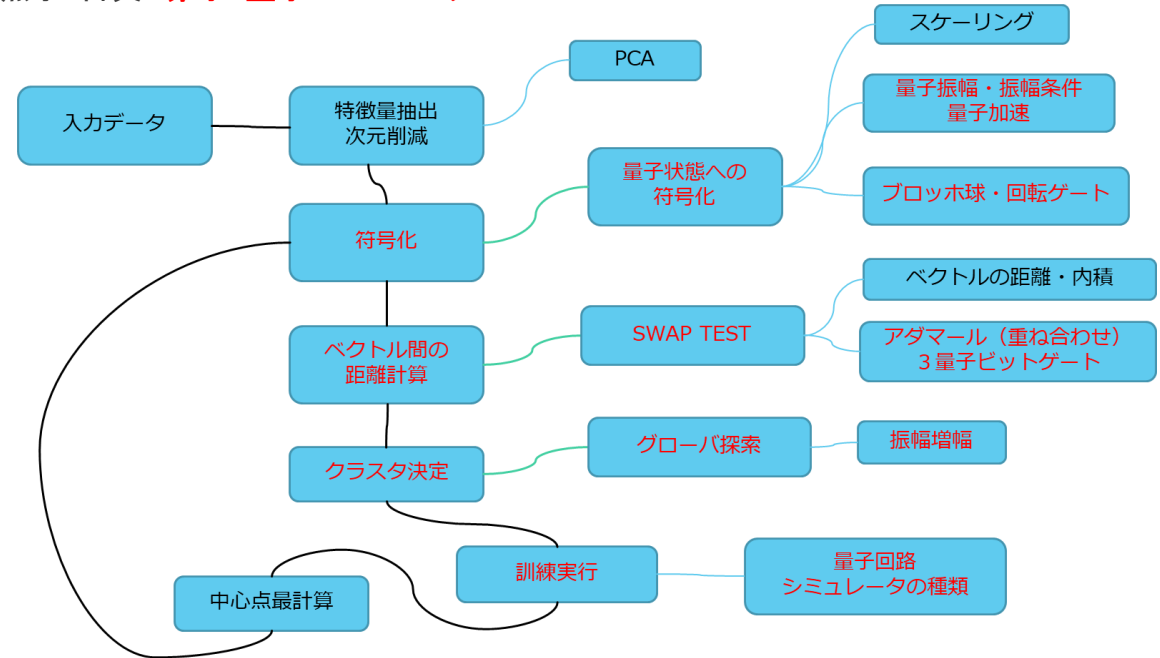 スケーリング
PCA
量子振幅・振幅条件
量子加速
入力データ
特徴量抽出
次元削減
量子状態への
符号化
ブロッホ球・回転ゲート
符号化
ベクトルの距離・内積
ベクトル間の
距離計算
SWAP TEST
アダマール（重ね合わせ）
３量子ビットゲート
クラスタ決定
グローバ探索
振幅増幅
訓練実行
量子回路
シミュレータの種類
中心点最計算